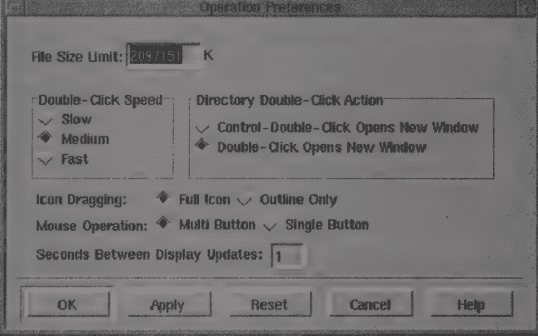 Operation Preferences
File Size Limit: 2097151 K
Double-Click Speed
Slow
Medium
Fast
Directory Double-Click Action
Control-Double-Click Opens New Window
Double-Click Opens New Window
Icon Dragging: Full Icon Outline Only
Mouse Operation: Multi Button Single Button
Seconds Between Display Updates: 1
OK Apply Reset Cancel Help